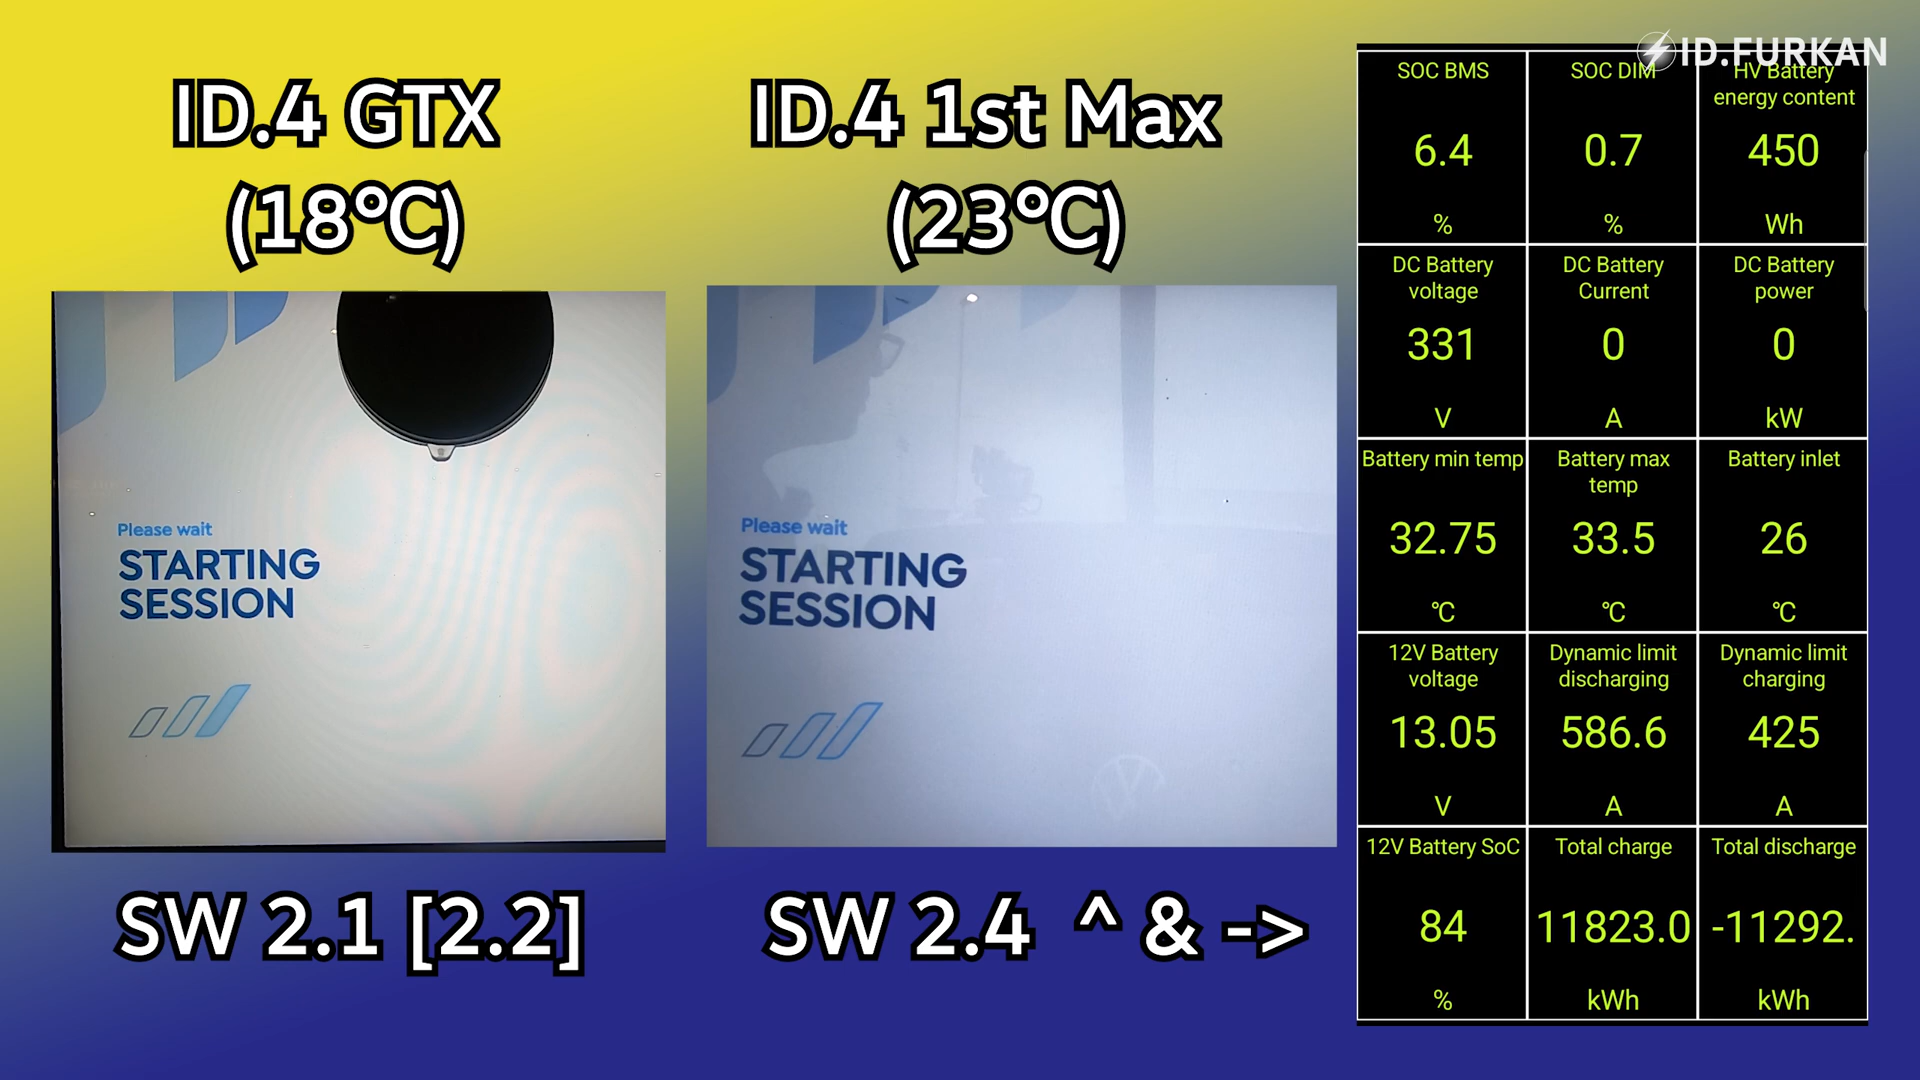 ID.4 GTX
(18°C)
Please wait
STARTING
SESSION
SW 2.1 [2.2]
ID.4 1st Max
(23°C)
Please wait
STARTING
SESSION
SW 2.4 ^ & ->
ID.FURKAN
SOC BMS
6.4
%
SOC DIM
0.7
%
HV Battery
energy content
450
Wh
DC Battery
voltage
331
V
DC Battery
Current
0
A
DC Battery
power
0
kW
Battery min temp
32.75
°C
Battery max
temp
33.5
°C
Battery inlet
26
°C
12V Battery
voltage
13.05
V
Dynamic limit
discharging
586.6
A
Dynamic limit
charging
425
A
12V Battery SoC
84
%
Total charge
11823.0
kWh
Total discharge
-11292.
kWh